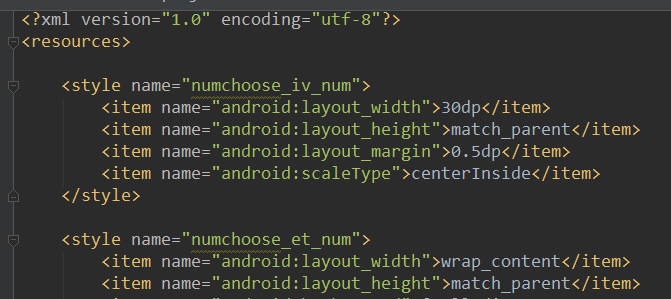 <?xml version="1.0" encoding="utf-8"?>
<resources>
<style name="numchoose_iv_num">
<item name="android:layout_width">30dp</item>
<item name="android:layout_height">match_parent</item>
<item name="android:layout_margin">0.5dp</item>
<item name="android:scaleType">centerInside</item>
</style>
<style name="numchoose_et_num">
<item name="android:layout_width">wrap_content</item>
<item name="android:layout_height">match_parent</item>